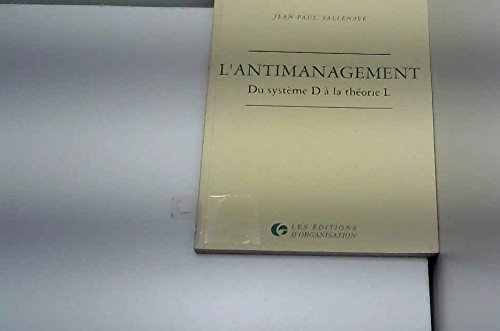 JEAN-PAUL SALLENAVE
L'ANTIMANAGEMENT
Du système D à la théorie L
LES ÉDITIONS
D'ORGANISATION